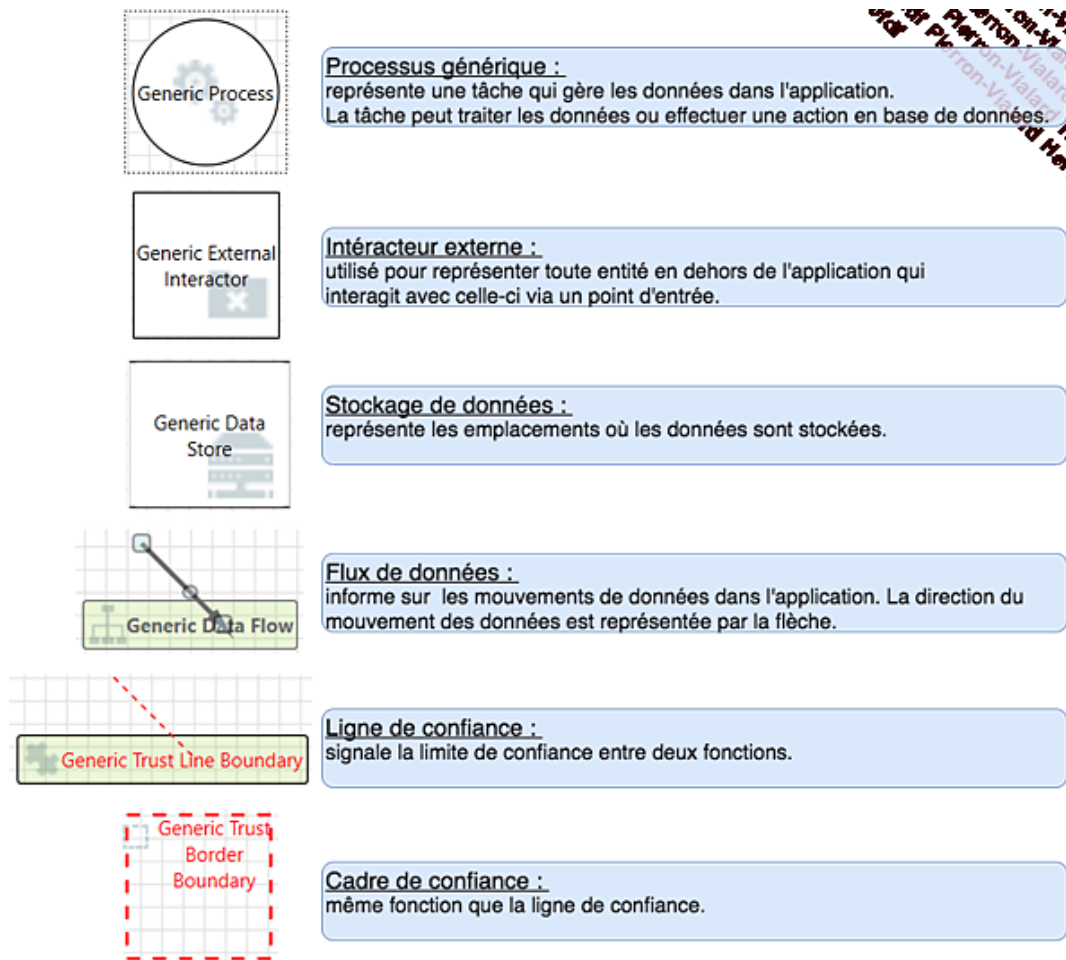 Generic Process
Processus générique :
représente une tâche qui gère les données dans l'application.
La tâche peut traiter les données ou effectuer une action en base de données.
Generic External
Interactor
Intéracteur externe :
utilisé pour représenter toute entité en dehors de l'application qui
interagit avec celle-ci via un point d'entrée.
Generic Data
Store
Stockage de données :
représente les emplacements où les données sont stockées.
Generic Data Flow
Flux de données :
informe sur  les mouvements de données dans l'application. La direction du
mouvement des données est représentée par la flèche.
Generic Trust Line Boundary
Ligne de confiance :
signale la limite de confiance entre deux fonctions.
Generic Trust
Border
Boundary
Cadre de confiance :
même fonction que la ligne de confiance.